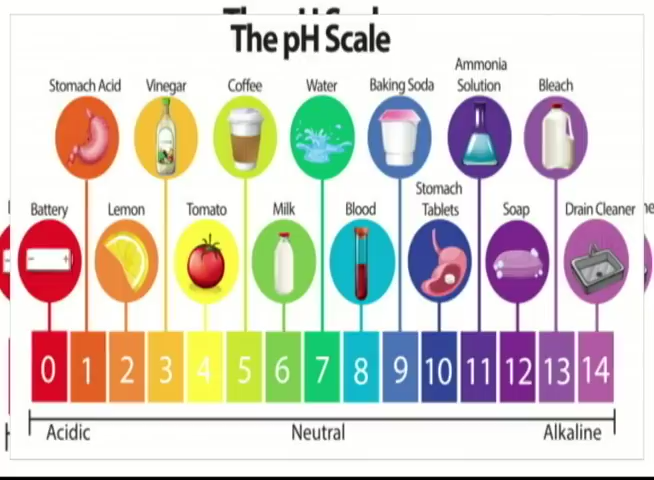 The pH Scale
Ammonia
Stomach Acid Vinegar Coffee Water Baking Soda Solution Bleach
Stomach
Battery Lemon Tomato Milk Blood Tablets Soap Drain Cleaner
0 1 2 3 4 5 6 7 8 9 10 11 12 13 14
Acidic Neutral Alkaline